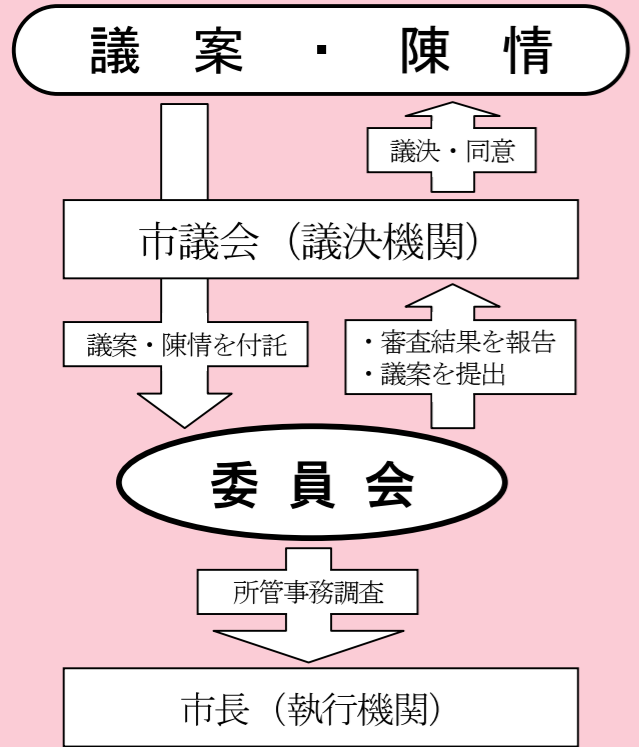 議案・陳情
議決・同意
市議会（議決機関）
議案・陳情を付託
・審査結果を報告
・議案を提出
委員会
所管事務調査
市長（執行機関）